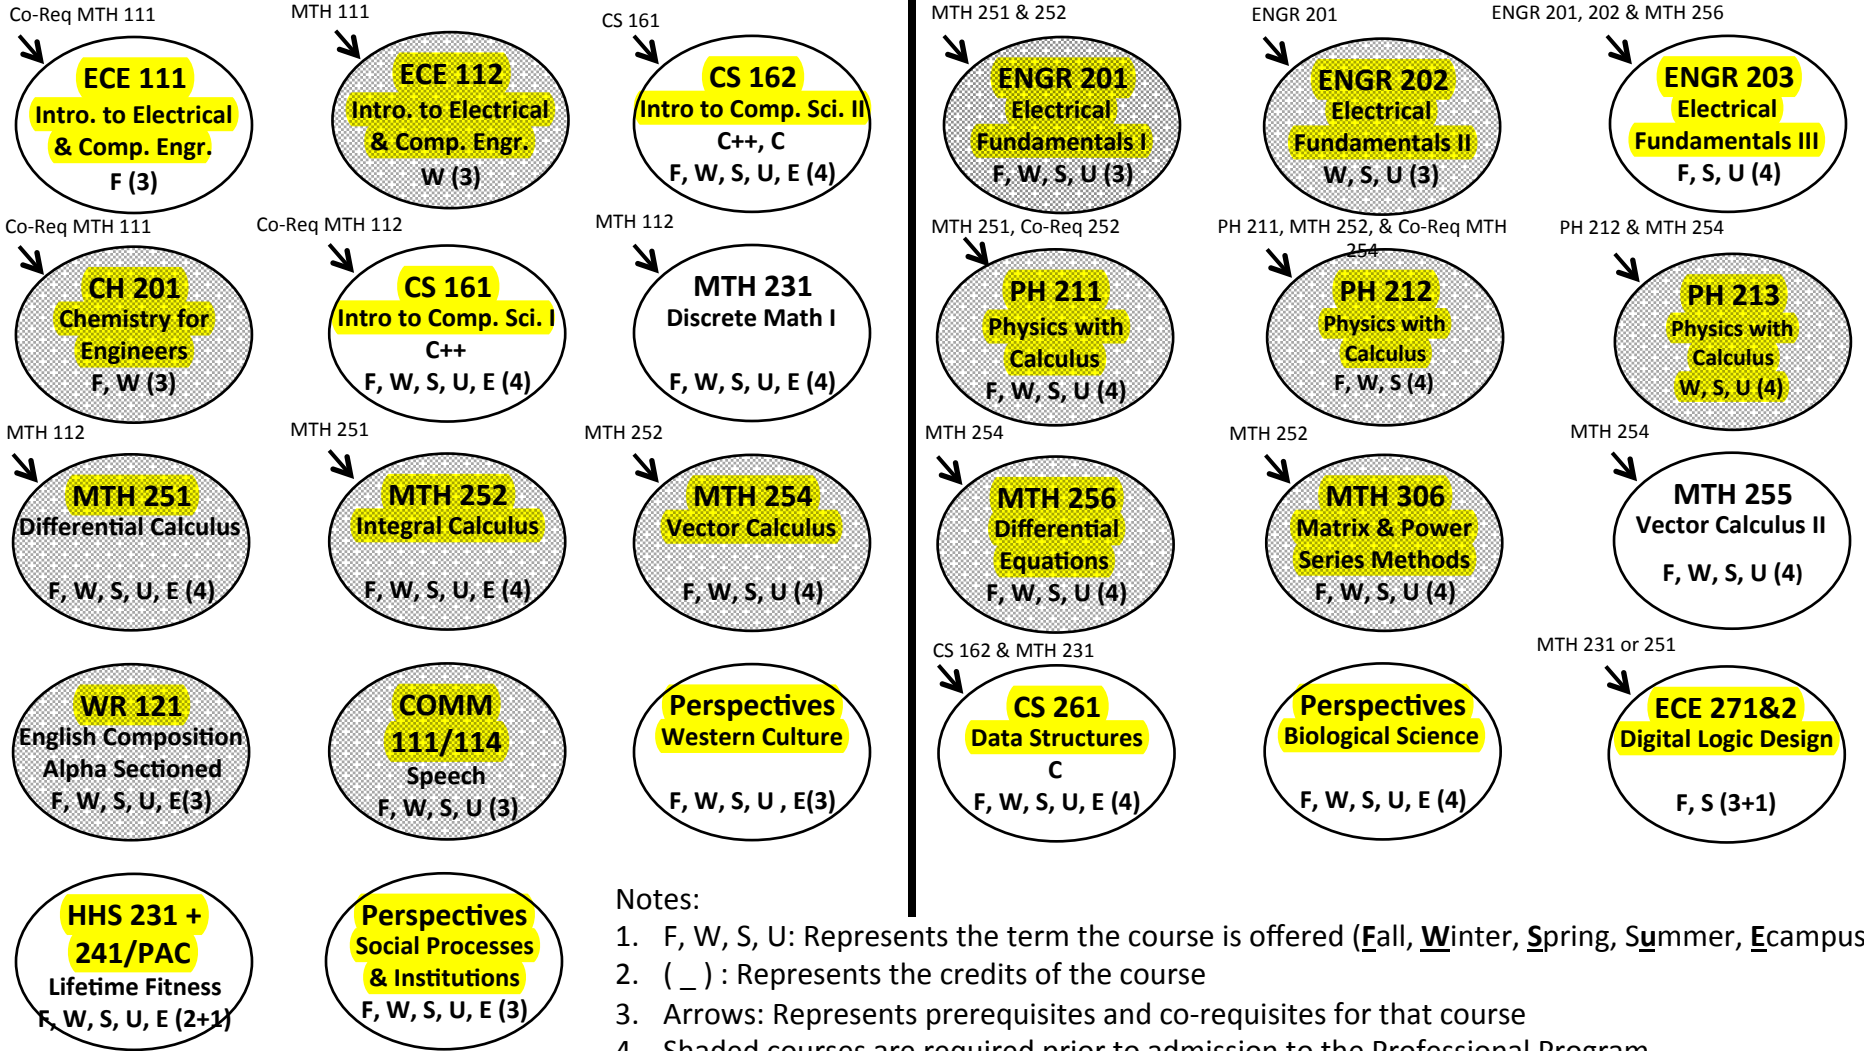 Co-Req MTH 111
ECE 111
Intro. to Electrical
& Comp. Engr.
F (3)
MTH 111
ECE 112
Intro. to Electrical
& Comp. Engr.
W (3)
CS 161
CS 162
Intro to Comp. Sci. II
C++, C
F, W, S, U, E (4)
MTH 251 & 252
ENGR 201
Electrical
Fundamentals I
F, W, S, U (3)
ENGR 201
ENGR 202
Electrical
Fundamentals II
W, S, U (3)
ENGR 201, 202 & MTH 256
ENGR 203
Electrical
Fundamentals III
F, S, U (4)
Co-Req MTH 111
CH 201
Chemistry for
Engineers
F, W (3)
Co-Req MTH 112
CS 161
Intro to Comp. Sci. I
C++
F, W, S, U, E (4)
MTH 112
MTH 231
Discrete Math I
F, W, S, U, E (4)
MTH 251, Co-Req 252
PH 211
Physics with
Calculus
F, W, S, U (4)
PH 211, MTH 252, & Co-Req MTH
254
PH 212
Physics with
Calculus
F, W, S (4)
PH 212 & MTH 254
PH 213
Physics with
Calculus
W, S, U (4)
MTH 112
MTH 251
Differential Calculus
F, W, S, U, E (4)
MTH 251
MTH 252
Integral Calculus
F, W, S, U, E (4)
MTH 252
MTH 254
Vector Calculus
F, W, S, U (4)
MTH 254
MTH 256
Differential
Equations
F, W, S, U (4)
MTH 252
MTH 306
Matrix & Power
Series Methods
F, W, S, U (4)
MTH 254
MTH 255
Vector Calculus II
F, W, S, U (4)
WR 121
English Composition
Alpha Sectioned
F, W, S, U, E(3)
COMM
111/114
Speech
F, W, S, U (3)
Perspectives
Western Culture
F, W, S, U , E(3)
CS 162 & MTH 231
CS 261
Data Structures
C
F, W, S, U, E (4)
Perspectives
Biological Science
F, W, S, U, E (4)
MTH 231 or 251
ECE 271&2
Digital Logic Design
F, S (3+1)
HHS 231 +
241/PAC
Lifetime Fitness
F, W, S, U, E (2+1)
Perspectives
Social Processes
& Institutions
F, W, S, U, E (3)
Notes:
1. F, W, S, U: Represents the term the course is offered (Fall, Winter, Spring, Summer, Ecampus
2. ( _ ) : Represents the credits of the course
3. Arrows: Represents prerequisites and co-requisites for that course
4. Shaded courses are required prior to admission to the Professional Program